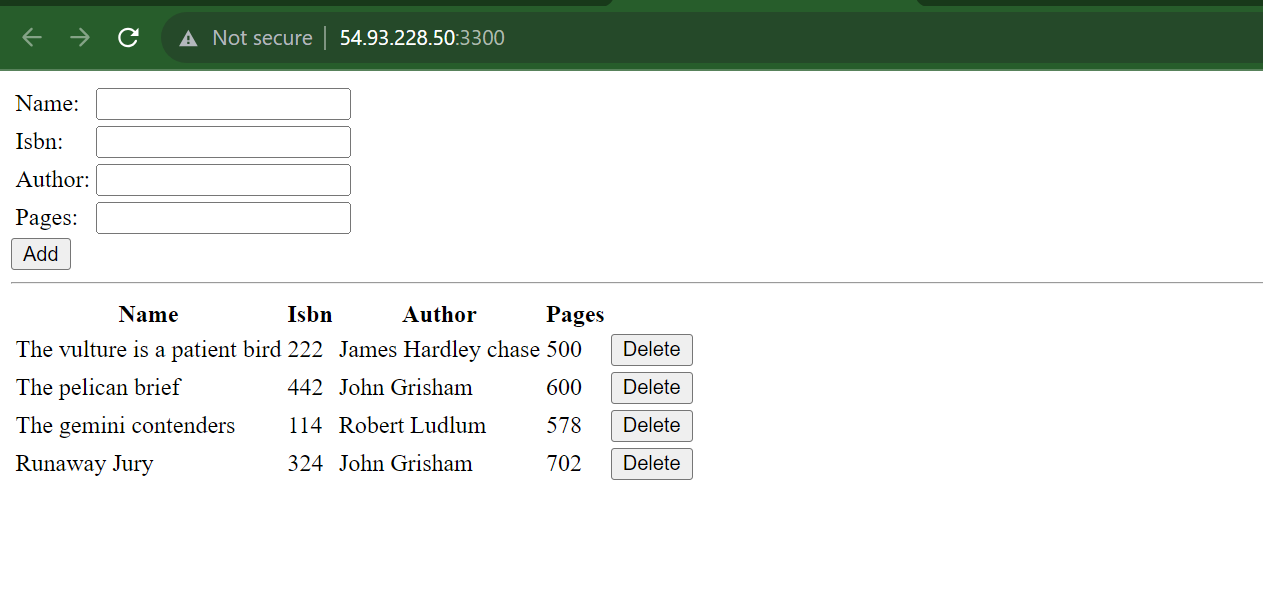 Not secure 54.93.228.50:3300
Name:
Isbn:
Author:
Pages:
Add
Name Isbn Author Pages
The vulture is a patient bird 222 James Hardley chase 500 Delete
The pelican brief 442 John Grisham 600 Delete
The gemini contenders 114 Robert Ludlum 578 Delete
Runaway Jury 324 John Grisham 702 Delete